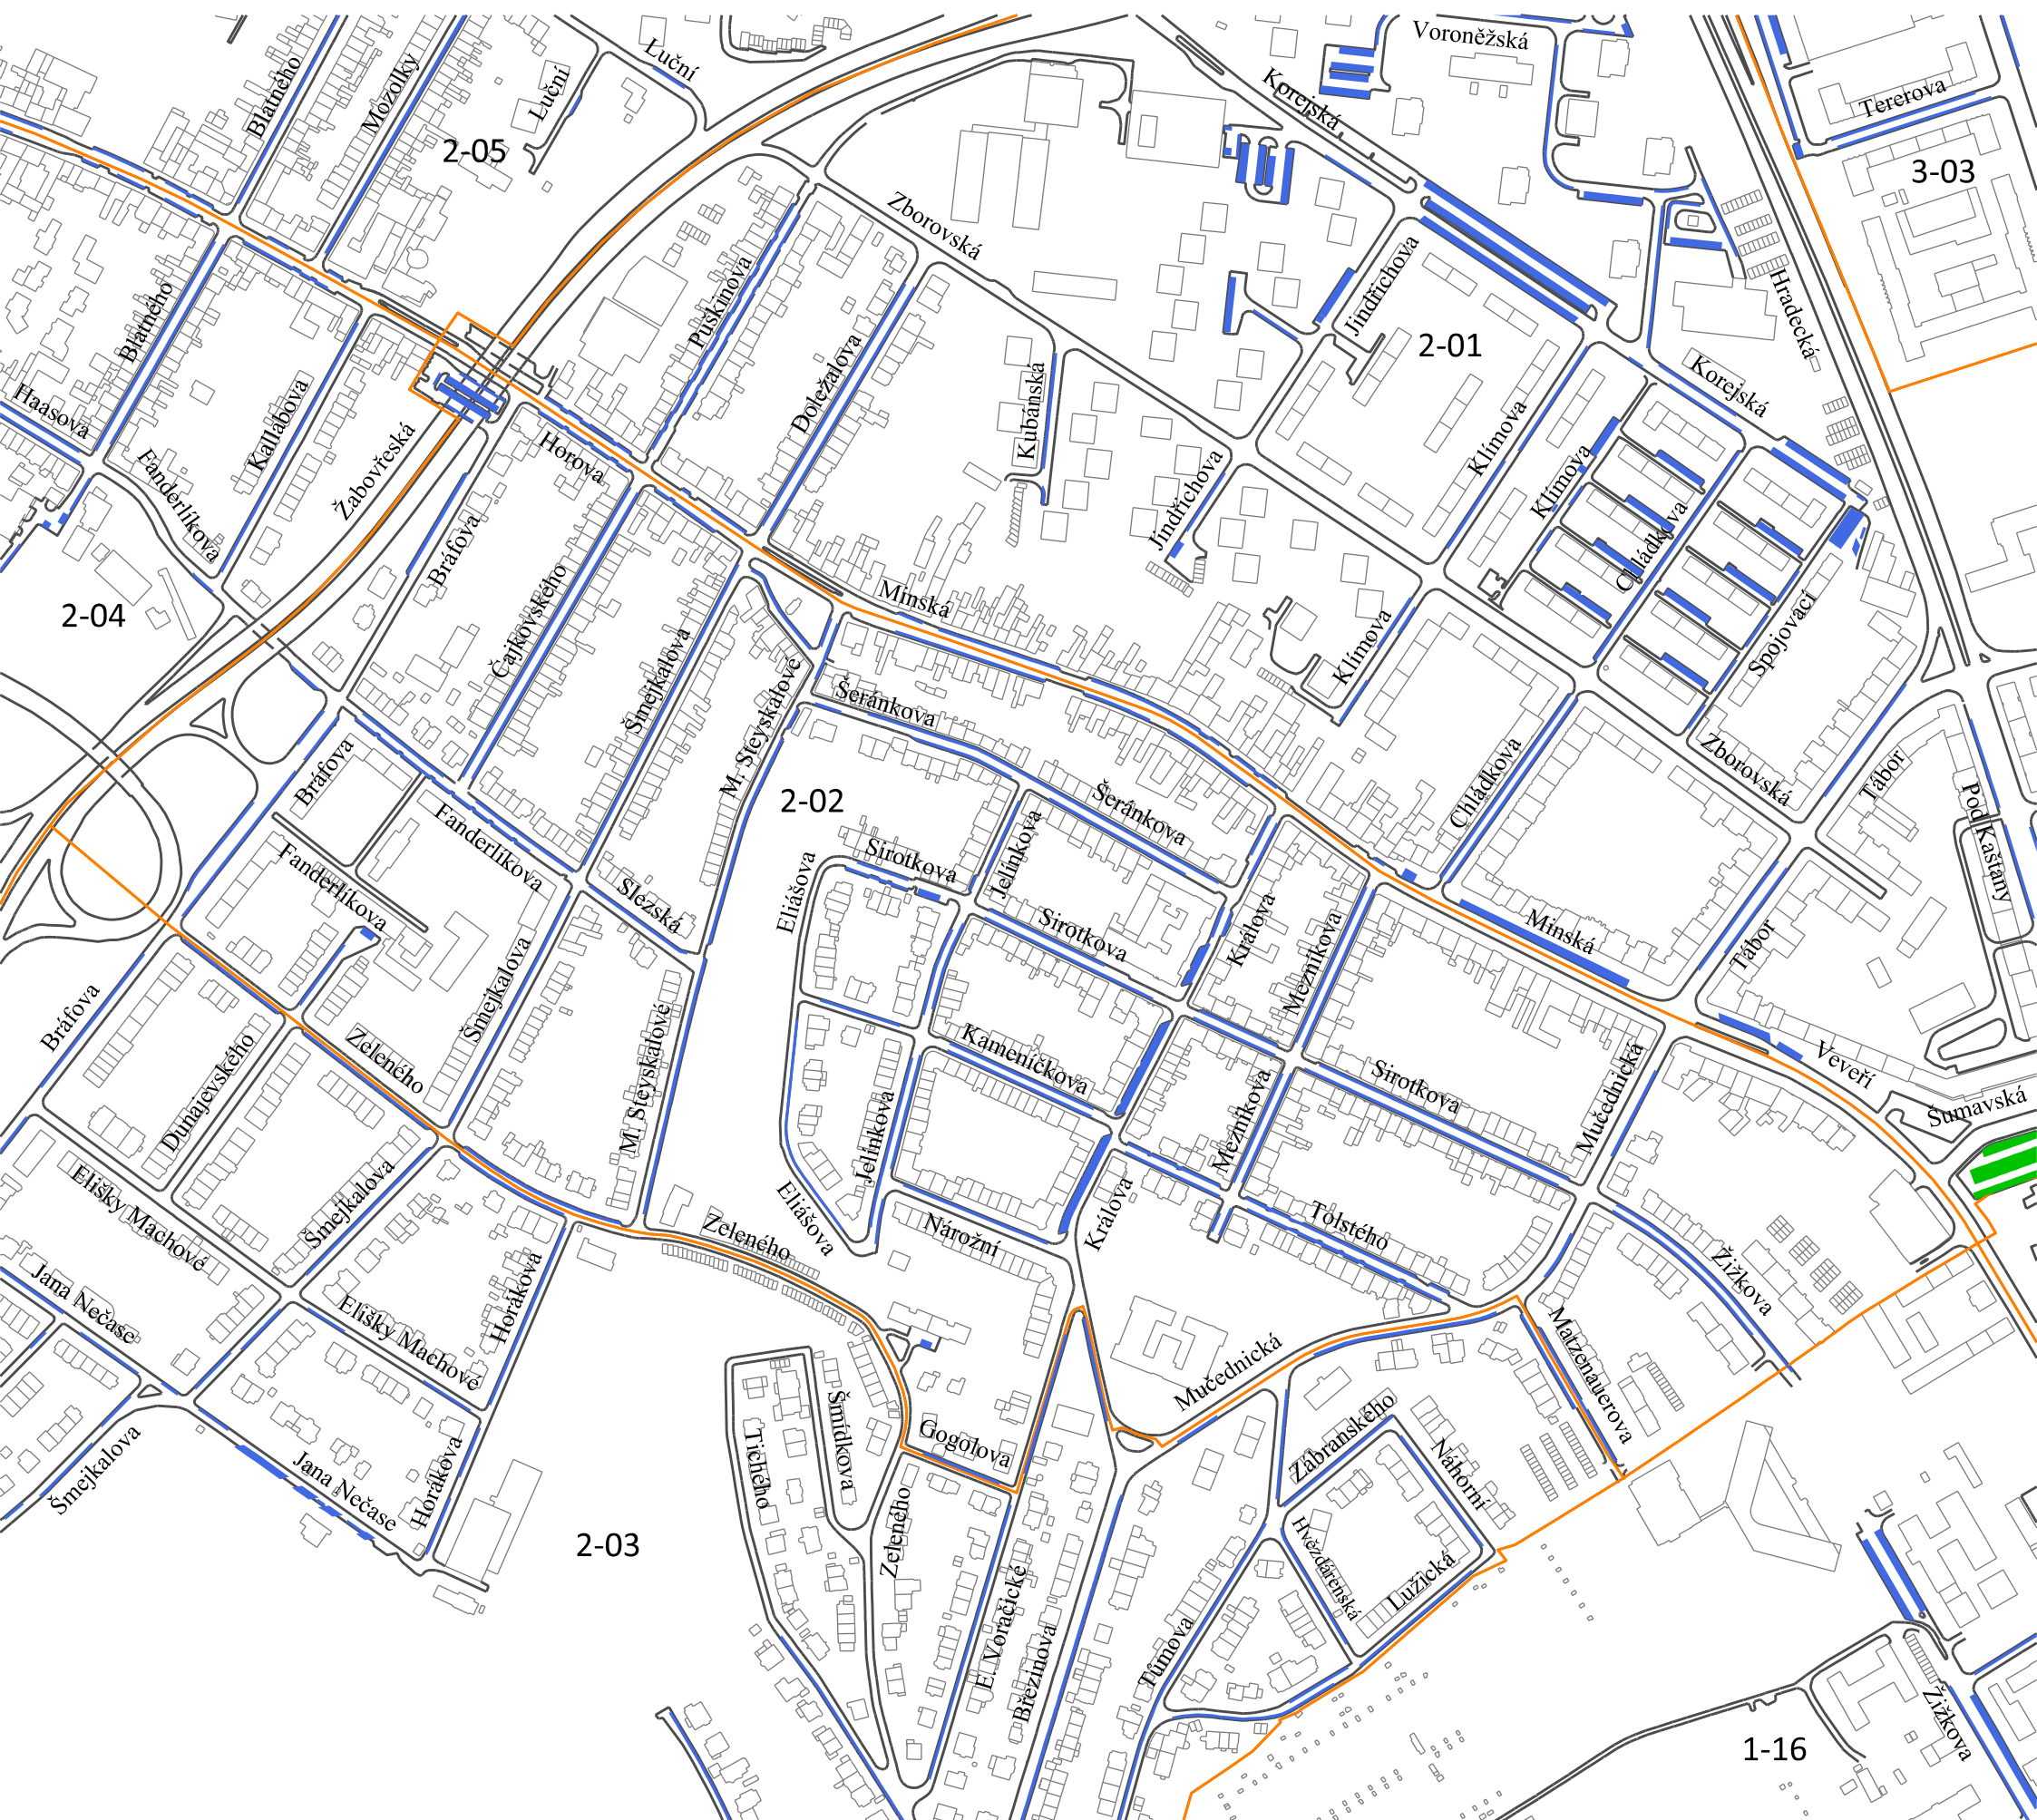 Voroněžská
Luční
Blatného
Mozolky
Luční
Korejská
Tererova
2-05
3-03
Zborovská
Puškinova
Jindřichova
Hradecká
Blatného
2-01
Haasova
Kallabova
Doležalova
Kubánská
Korejská
Žabovřeská
Horova
Klímova
Klímova
Fanderlíkova
Jindřichova
Bráfova
Chládkova
2-04
Minská
Čajkovského
Šmejkalova
Klímova
Spojovací
M. Steyskalové
Šeránkova
Zborovská
Tábor
Bráfova
2-02
Šeránkova
Chládkova
Pod Kaštany
Fanderlíkova
Jelínkova
Sirotkova
Fanderlíkova
Slezská
Eliášova
Sirotkova
Králova
Mezníkova
Minská
Tábor
Bráfova
Šmejkalova
Zeleného
M. Steyskalové
Kameníčkova
Sirotkova
Mučednická
Veveří
Šumavská
Dunajevského
Jelínkova
Mezníkova
Elišky Machové
Šmejkalova
Eliášova
Zeleného
Nárožní
Králova
Tolstého
Žižkova
Jana Nečase
Elišky Machové
Horákova
Mučednická
Matzenauerova
Šmejkalova
Jana Nečase
Horákova
Tichého
Šmídkova
Gogolova
Zábranského
Náhorní
2-03
Zeleného
Hvězdárenská
Lužická
E. Voračické
Březinova
Tůmova
Žižkova
1-16